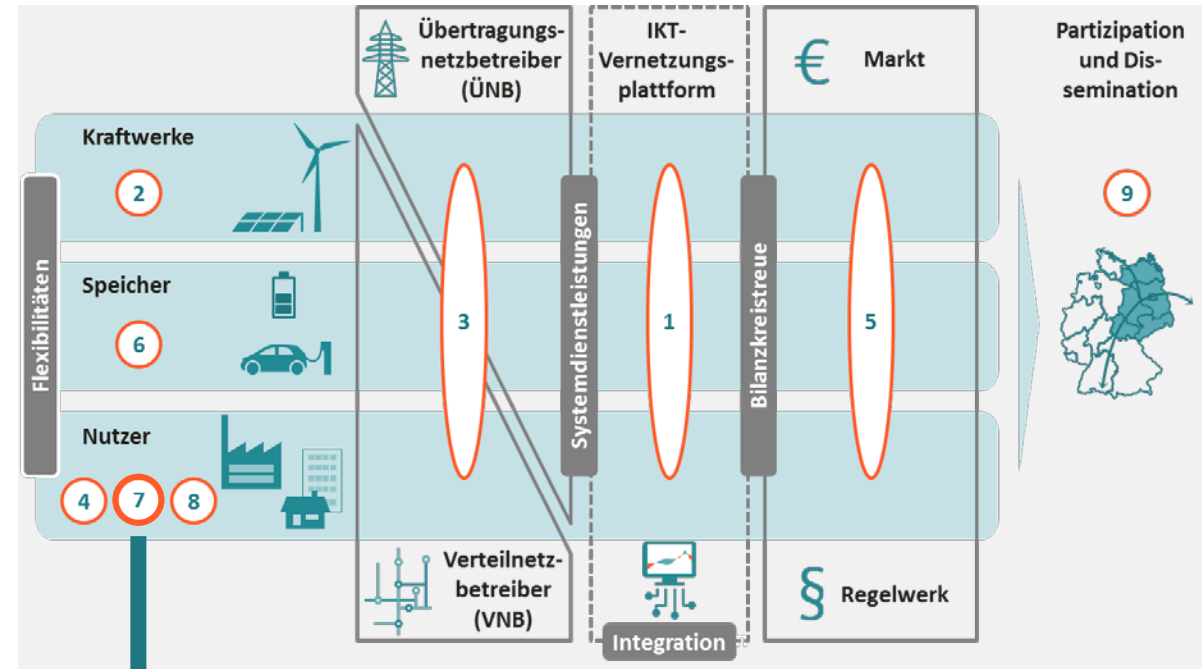 Übertragungs-
netzbetreiber
(ÜNB)
IKT-
Vernetzungs-
plattform
€
Markt
Partizipation
und Dis-
semination
Kraftwerke
2
9
Flexibilitäten
Speicher
6
3
Systemdienstleistungen
1
Bilanzkreistreue
5
Nutzer
4
7
8
Verteilnetz-
betreiber
(VNB)
Integration
§
Regelwerk